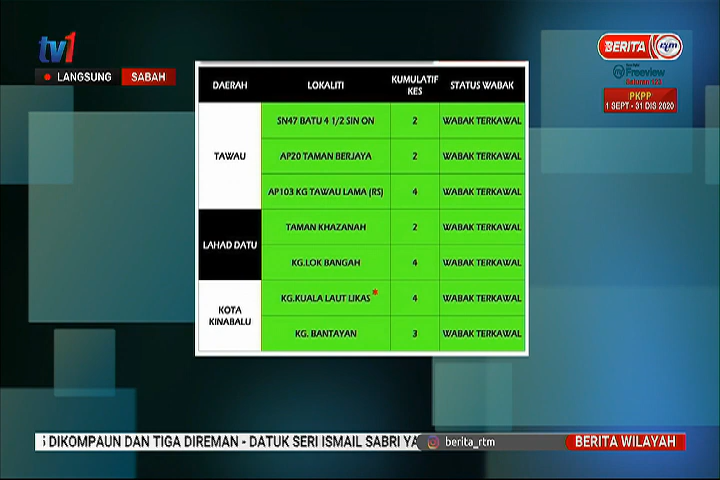 tv1
LANGSUNG SABAH
BERITA rtm
Freeview
Saluran 123
PKPP
1 SEPT - 31 DIS 2020
DAERAH LOKALITI KUMULATIF KES STATUS WABAK
TAWAU
SN47 BATU 4 1/2 SIN ON 2 WABAK TERKAWAL
AP20 TAMAN BERJAYA 2 WABAK TERKAWAL
AP103 KG TAWAU LAMA (RS) 4 WABAK TERKAWAL
LAHAD DATU
TAMAN KHAZANAH 2 WABAK TERKAWAL
KG.LOK BANGAH 4 WABAK TERKAWAL
KOTA KINABALU
KG.KUALA LAUT LIKAS* 4 WABAK TERKAWAL
KG. BANTAYAN 3 WABAK TERKAWAL
DIKOMPAUN DAN TIGA DIREMAN - DATUK SERI ISMAIL SABRI YA
berita_rtm
BERITA WILAYAH